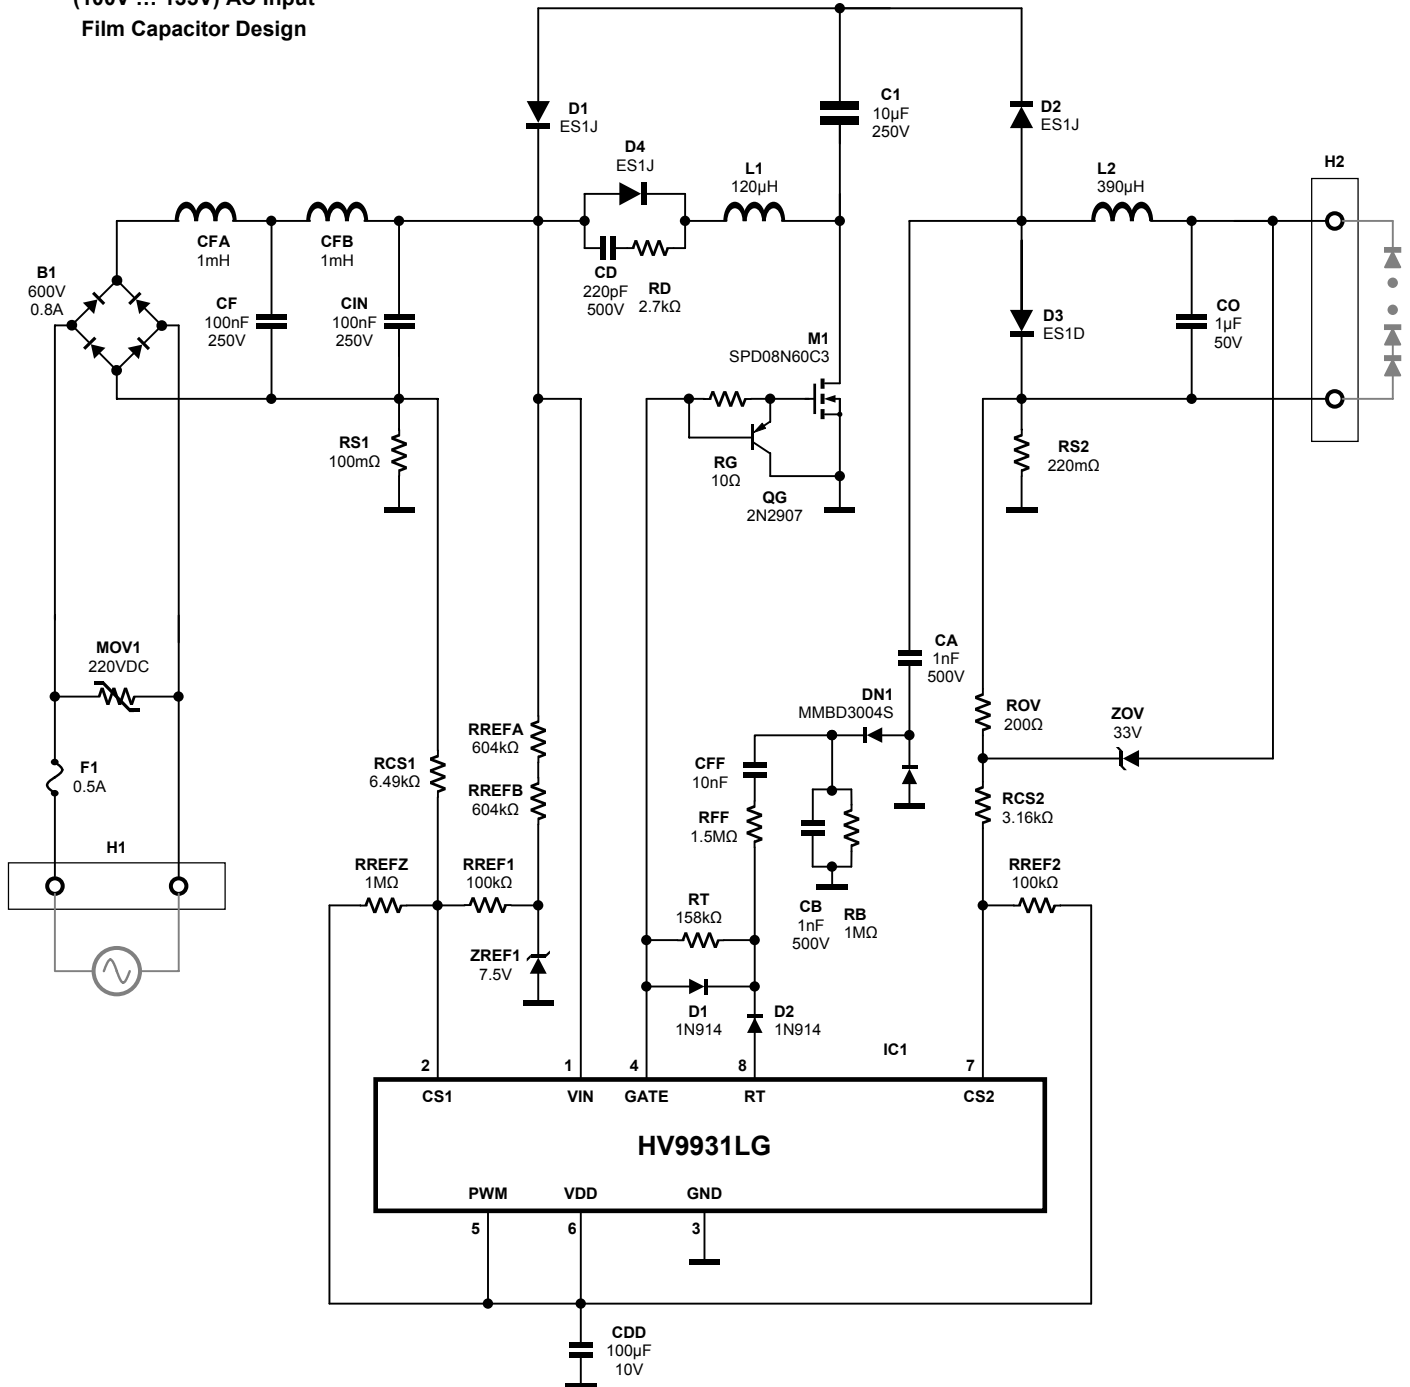 (100V ... 135V) AC Input
Film Capacitor Design
D1
ES1J
C1
10µF
250V
D2
ES1J
D4
ES1J
L1
120µH
L2
390µH
H2
CFA
1mH
CFB
1mH
B1
600V
0.8A
CF
100nF
250V
CIN
100nF
250V
CD
220pF
500V
RD
2.7kΩ
D3
ES1D
CO
1µF
50V
M1
SPD08N60C3
RS1
100mΩ
RG
10Ω
QG
2N2907
RS2
220mΩ
MOV1
220VDC
CA
1nF
500V
DN1
MMBD3004S
ROV
200Ω
ZOV
33V
RREFA
604kΩ
F1
0.5A
RCS1
6.49kΩ
RREFB
604kΩ
CFF
10nF
RFF
1.5MΩ
RCS2
3.16kΩ
H1
RREFZ
1MΩ
RREF1
100kΩ
RREF2
100kΩ
RT
158kΩ
CB
1nF
500V
RB
1MΩ
ZREF1
7.5V
D1
1N914
D2
1N914
IC1
2 1 4 8 7
CS1 VIN GATE RT CS2
HV9931LG
PWM VDD GND
5 6 3
CDD
100µF
10V